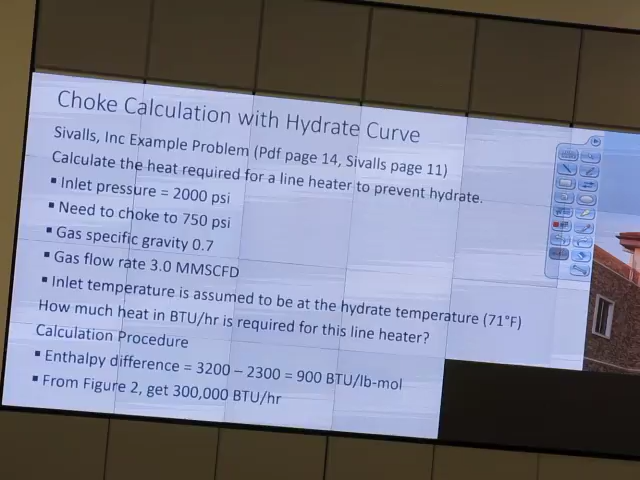 Choke Calculation with Hydrate Curve
Sivalls, Inc Example Problem (Pdf page 14, Sivalls page 11)
Calculate the heat required for a line heater to prevent hydrate.
▪ Inlet pressure = 2000 psi
▪ Need to choke to 750 psi
▪ Gas specific gravity 0.7
▪ Gas flow rate 3.0 MMSCFD
▪ Inlet temperature is assumed to be at the hydrate temperature (71°F)
How much heat in BTU/hr is required for this line heater?
Calculation Procedure
▪ Enthalpy difference = 3200 – 2300 = 900 BTU/lb-mol
▪ From Figure 2, get 300,000 BTU/hr